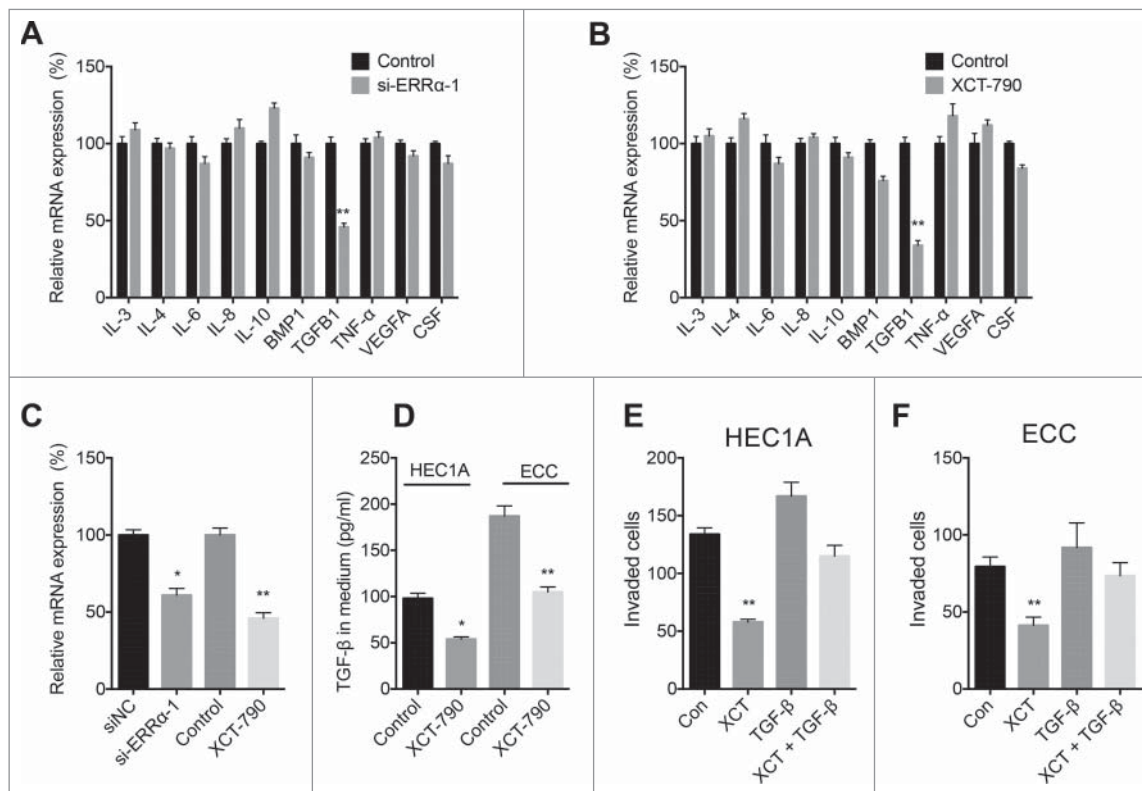 A
Control
si-ERRα-1
Relative mRNA expression (%)
150
100
50
0
**
IL-3
IL-4
IL-6
IL-8
IL-10
BMP1
TGFB1
TNF-α
VEGFA
CSF
B
Control
XCT-790
Relative mRNA expression (%)
150
100
50
0
**
IL-3
IL-4
IL-6
IL-8
IL-10
BMP1
TGFB1
TNF-α
VEGFA
CSF
C
Relative mRNA expression (%)
150
100
50
0
*
**
siNC
si-ERRα-1
Control
XCT-790
D
TGF-β in medium (pg/ml)
250
200
150
100
50
0
HEC1A
ECC
*
**
Control
XCT-790
Control
XCT-790
E
HEC1A
Invaded cells
200
150
100
50
0
**
Con
XCT
TGF-β
XCT + TGF-β
F
ECC
Invaded cells
150
100
50
0
**
Con
XCT
TGF-β
XCT + TGF-β